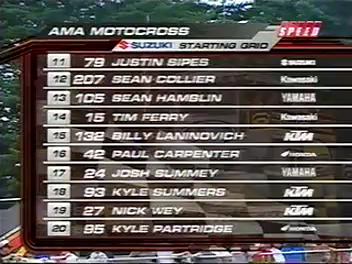 AMA MOTOCROSS
SPEED
SUZUKI STARTING GRID
11 79 JUSTIN SIPES SUZUKI
12 207 SEAN COLLIER Kawasaki
13 105 SEAN HAMBLIN YAMAHA
14 15 TIM FERRY Kawasaki
15 132 BILLY LANINOVICH KTM
16 42 PAUL CARPENTER HONDA
17 24 JOSH SUMMEY YAMAHA
18 93 KYLE SUMMERS KTM
19 27 NICK WEY KTM
20 95 KYLE PARTRIDGE HONDA